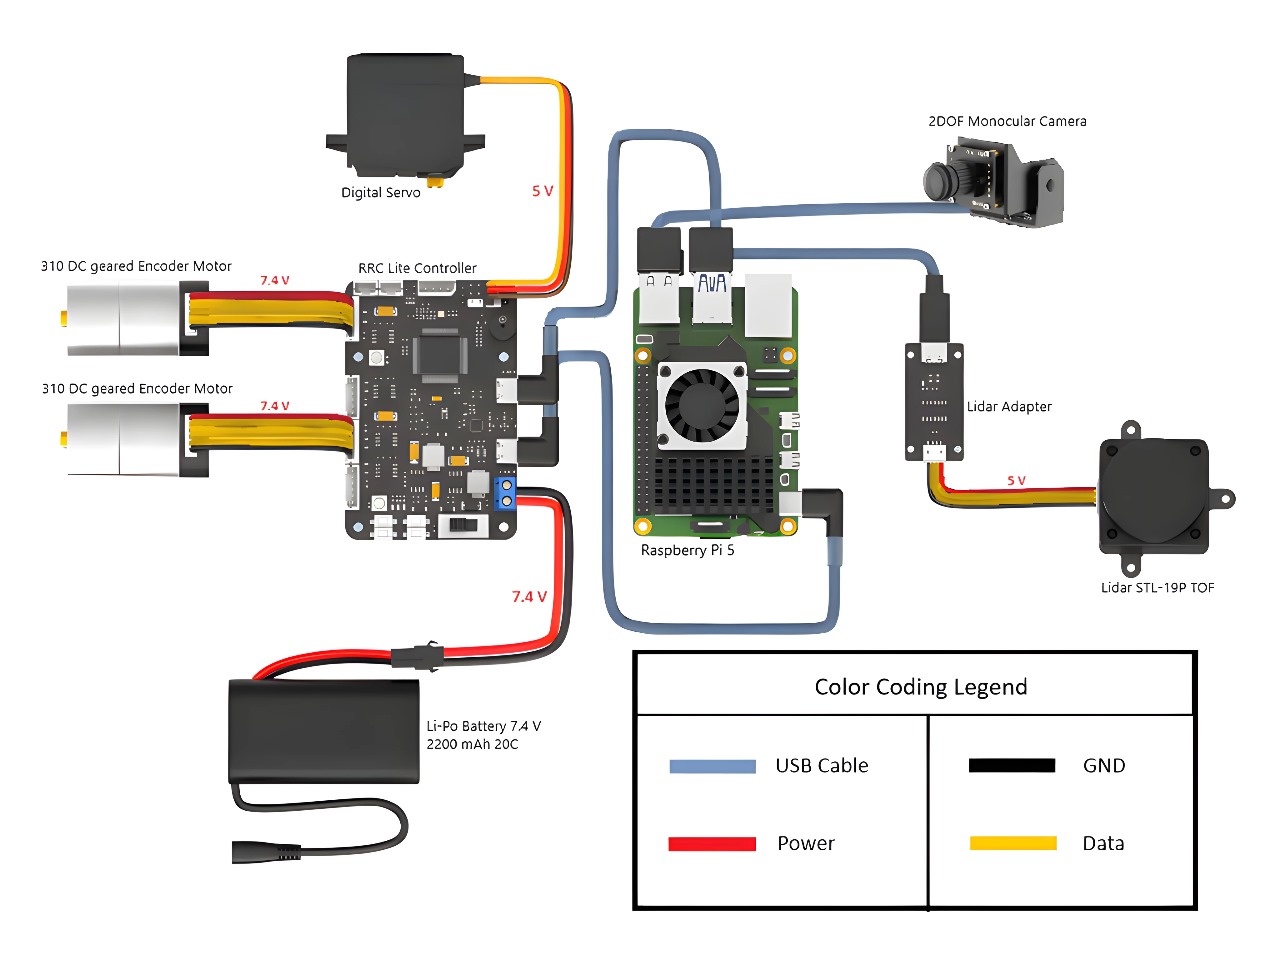 2DOF Monocular Camera
Digital Servo
5 V
310 DC geared Encoder Motor
7.4 V
RRC Lite Controller
310 DC geared Encoder Motor
7.4 V
Lidar Adapter
5 V
Raspberry Pi 5
Lidar STL-19P TOF
7.4 V
Li-Po Battery 7.4 V
2200 mAh 20C
Color Coding Legend
USB Cable
GND
Power
Data